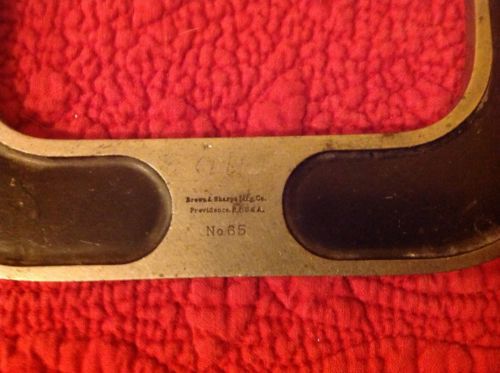 Brown & Sharpe Mfg. Co.
Providence, R.I. U.S.A.
No 65